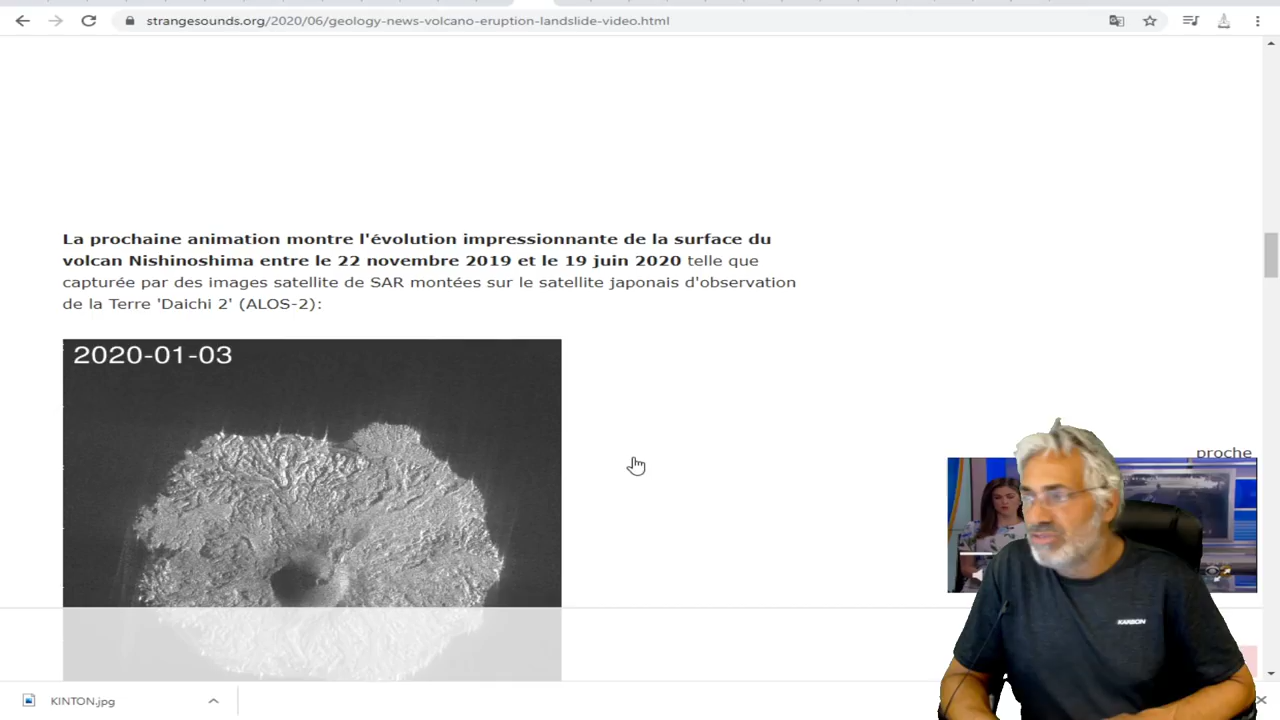 strangesounds.org/2020/06/geology-news-volcano-eruption-landslide-video.html
La prochaine animation montre l'évolution impressionnante de la surface du
volcan Nishinoshima entre le 22 novembre 2019 et le 19 juin 2020 telle que
capturée par des images satellite de SAR montées sur le satellite japonais d'observation
de la Terre 'Daichi 2' (ALOS-2):
2020-01-03
proche
KARBON
KINTON.jpg